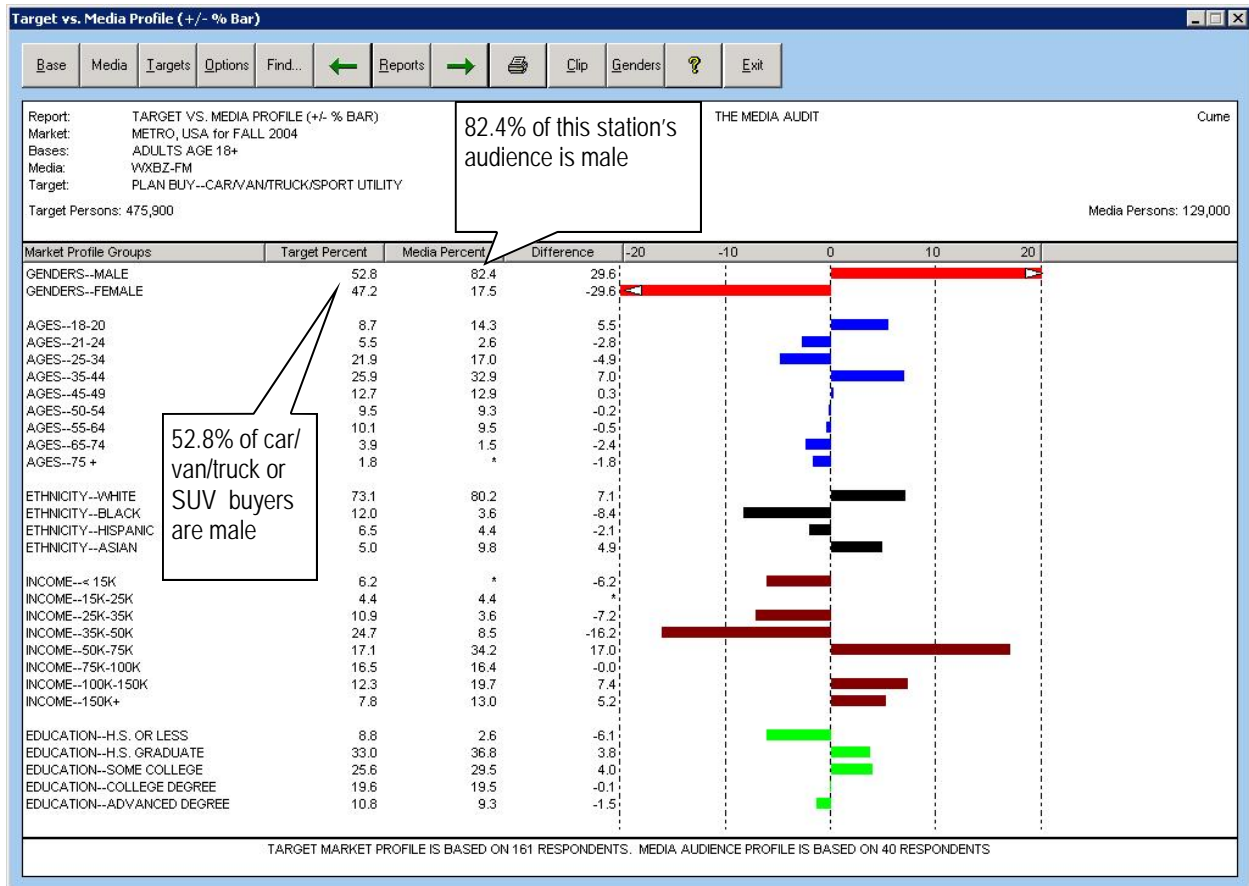 Target vs. Media Profile (+/- % Bar)
Base Media Targets Options Find... Reports Clip Genders ? Exit
Report: TARGET VS. MEDIA PROFILE (+/- % BAR) THE MEDIA AUDIT Cume
Market: METRO, USA for FALL 2004
Bases: ADULTS AGE 18+
Media: WXBZ-FM
Target: PLAN BUY--CAR/VAN/TRUCK/SPORT UTILITY
Target Persons: 475,900 Media Persons: 129,000
82.4% of this station's
audience is male
Market Profile Groups Target Percent Media Percent Difference -20 -10 0 10 20
GENDERS--MALE 52.8 82.4 29.6
GENDERS--FEMALE 47.2 17.5 -29.6
AGES--18-20 8.7 14.3 5.5
AGES--21-24 5.5 2.6 -2.8
AGES--25-34 21.9 17.0 -4.9
AGES--35-44 25.9 32.9 7.0
AGES--45-49 12.7 12.9 0.3
AGES--50-54 9.5 9.3 -0.2
AGES--55-64 10.1 9.5 -0.5
AGES--65-74 3.9 1.5 -2.4
AGES--75 + 1.8 * -1.8
52.8% of car/
van/truck or
SUV buyers
are male
ETHNICITY--WHITE 73.1 80.2 7.1
ETHNICITY--BLACK 12.0 3.6 -8.4
ETHNICITY--HISPANIC 6.5 4.4 -2.1
ETHNICITY--ASIAN 5.0 9.8 4.9
INCOME--< 15K 6.2 * -6.2
INCOME--15K-25K 4.4 4.4 *
INCOME--25K-35K 10.9 3.6 -7.2
INCOME--35K-50K 24.7 8.5 -16.2
INCOME--50K-75K 17.1 34.2 17.0
INCOME--75K-100K 16.5 16.4 -0.0
INCOME--100K-150K 12.3 19.7 7.4
INCOME--150K+ 7.8 13.0 5.2
EDUCATION--H.S. OR LESS 8.8 2.6 -6.1
EDUCATION--H.S. GRADUATE 33.0 36.8 3.8
EDUCATION--SOME COLLEGE 25.6 29.5 4.0
EDUCATION--COLLEGE DEGREE 19.6 19.5 -0.1
EDUCATION--ADVANCED DEGREE 10.8 9.3 -1.5
TARGET MARKET PROFILE IS BASED ON 161 RESPONDENTS. MEDIA AUDIENCE PROFILE IS BASED ON 40 RESPONDENTS